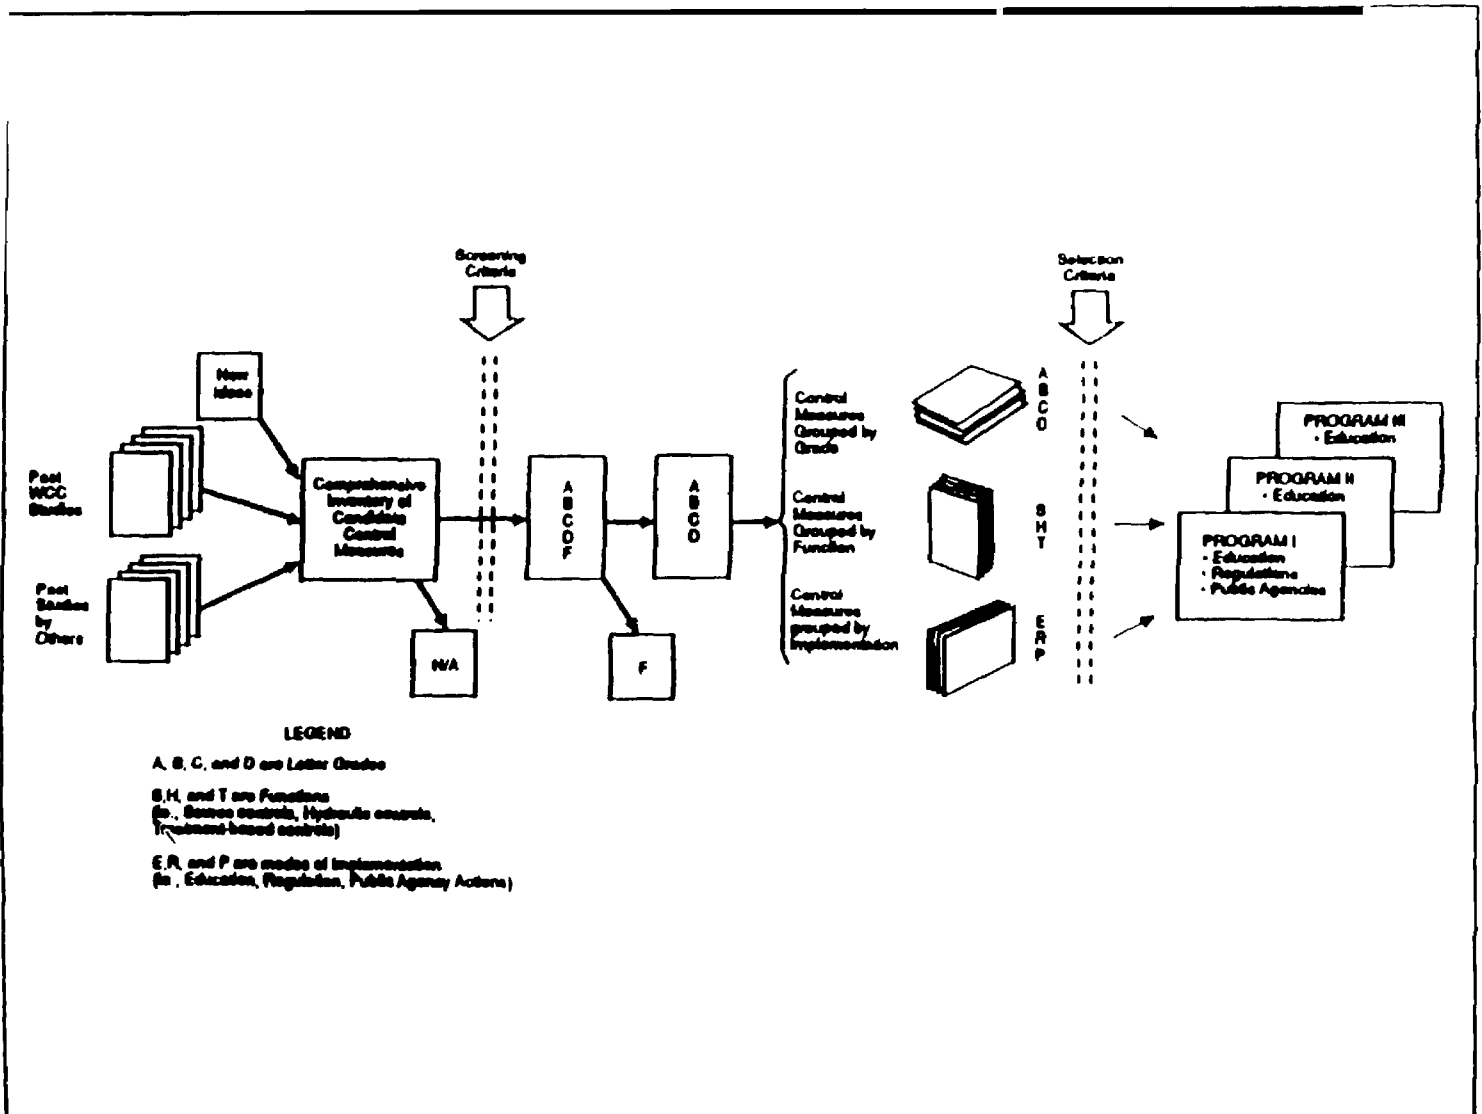 Screening
Criteria
Selection
Criteria
New
Ideas
Past
WCC
Studies
Past
Studies
by
Others
Comprehensive
Inventory of
Candidate
Control
Measures
N/A
A
B
C
D
F
F
A
B
C
D
Control
Measures
Grouped by
Grade
A
B
C
D
Control
Measures
Grouped by
Function
S
H
T
Control
Measures
grouped by
Implementation
E
R
P
PROGRAM III
· Education
PROGRAM II
· Education
PROGRAM I
· Education
· Regulations
· Public Agencies
LEGEND
A, B, C, and D are Letter Grades
S,H, and T are Functions
(ie., Source controls, Hydraulic controls,
Treatment-based controls)
E,R, and P are modes of Implementation
(ie., Education, Regulation, Public Agency Actions)